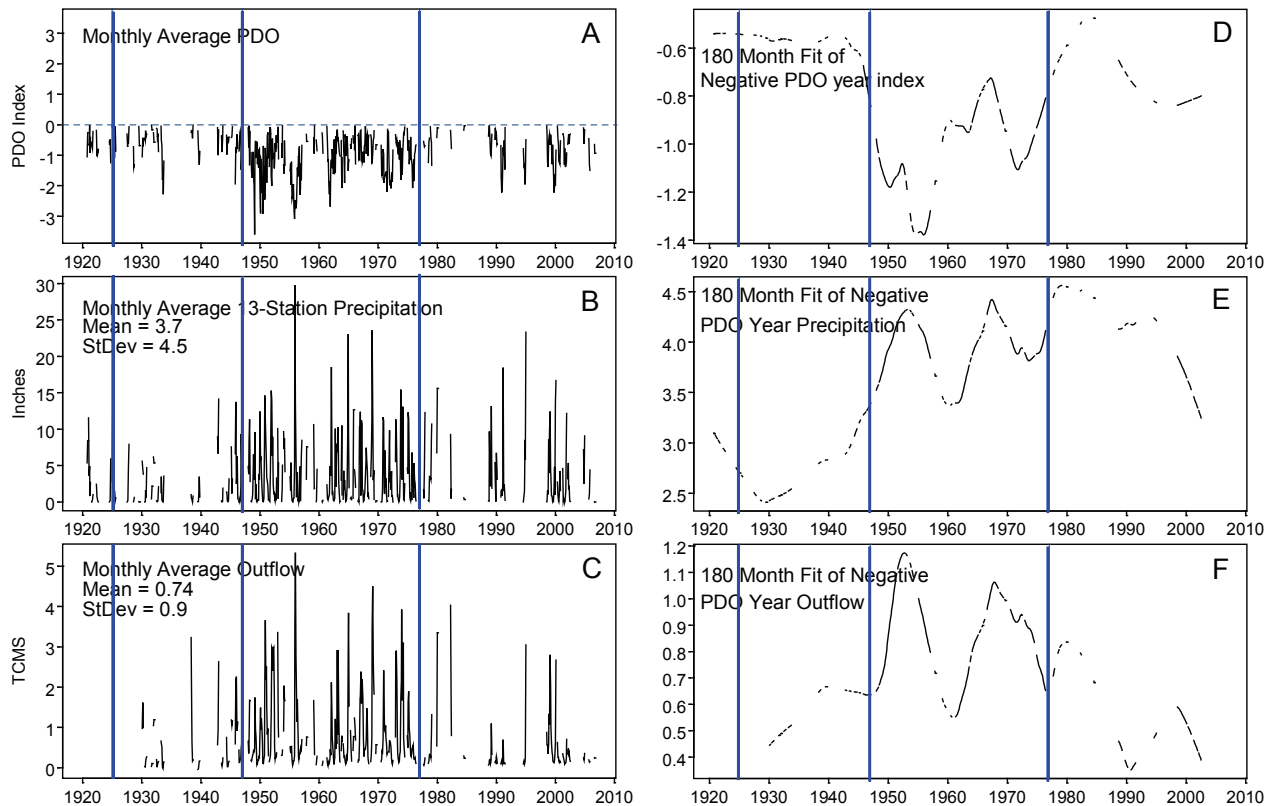 Monthly Average PDO
A
PDO Index
3
2
1
0
-1
-2
-3
1920 1930 1940 1950 1960 1970 1980 1990 2000 2010
Monthly Average 13-Station Precipitation
Mean = 3.7
StDev = 4.5
B
Inches
30
25
20
15
10
5
0
1920 1930 1940 1950 1960 1970 1980 1990 2000 2010
Monthly Average Outflow
Mean = 0.74
StDev = 0.9
C
TCMS
5
4
3
2
1
0
1920 1930 1940 1950 1960 1970 1980 1990 2000 2010
180 Month Fit of
Negative PDO year index
D
-0.6
-0.8
-1.0
-1.2
-1.4
1920 1930 1940 1950 1960 1970 1980 1990 2000 2010
180 Month Fit of Negative
PDO Year Precipitation
E
4.5
4.0
3.5
3.0
2.5
1920 1930 1940 1950 1960 1970 1980 1990 2000 2010
180 Month Fit of Negative
PDO Year Outflow
F
1.2
1.1
1.0
0.9
0.8
0.7
0.6
0.5
0.4
1920 1930 1940 1950 1960 1970 1980 1990 2000 2010